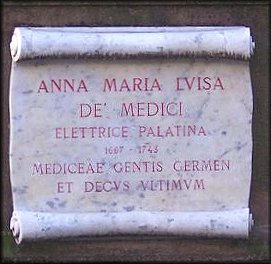 ANNA MARIA LVISA
DE' MEDICI
ELETTRICE PALATINA
1667 - 1743
MEDICEAE GENTIS GERMEN
ET DECVS VLTIMVM